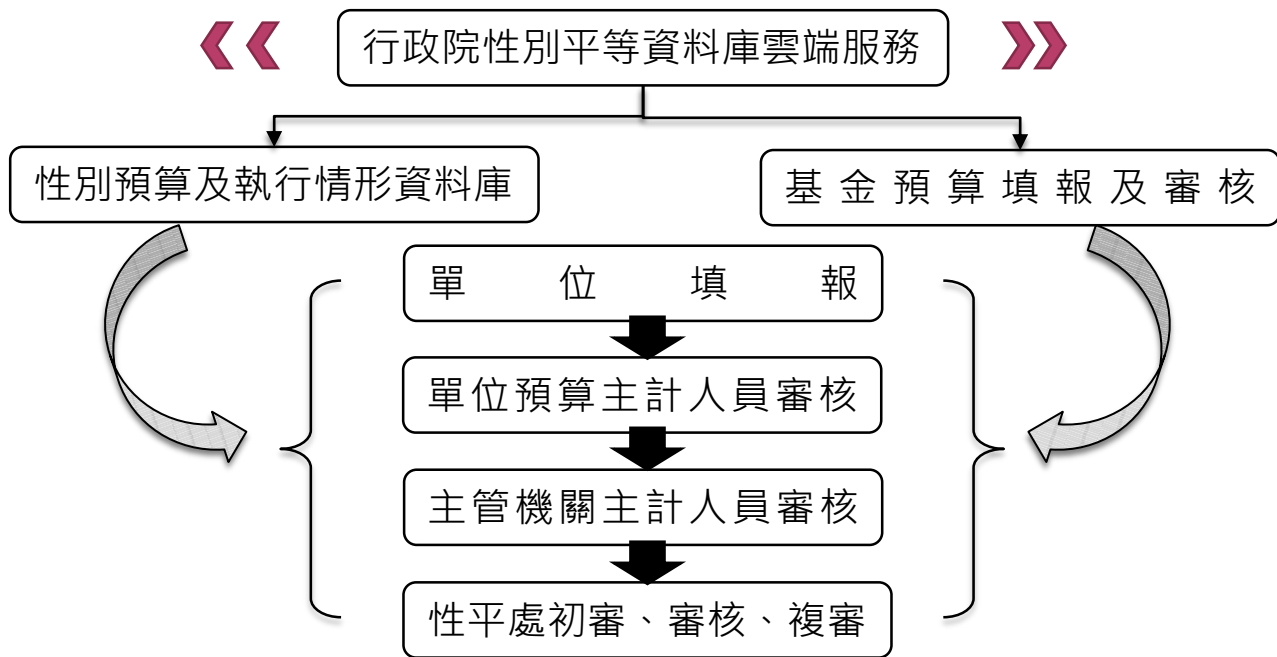 行政院性別平等資料庫雲端服務
性別預算及執行情形資料庫
基金預算填報及審核
單位填報
單位預算主計人員審核
主管機關主計人員審核
性平處初審、審核、複審